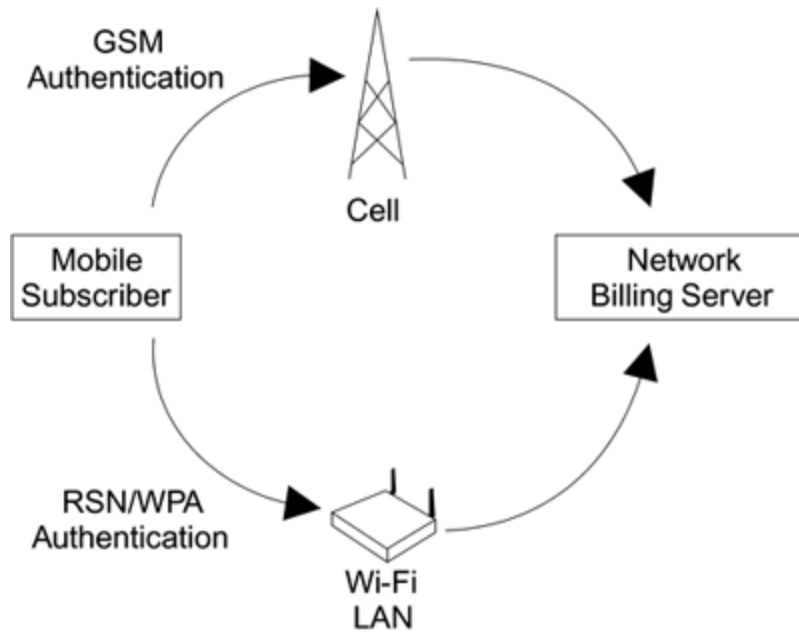 GSM
Authentication
Cell
Mobile
Subscriber
Network
Billing Server
RSN/WPA
Authentication
Wi-Fi
LAN